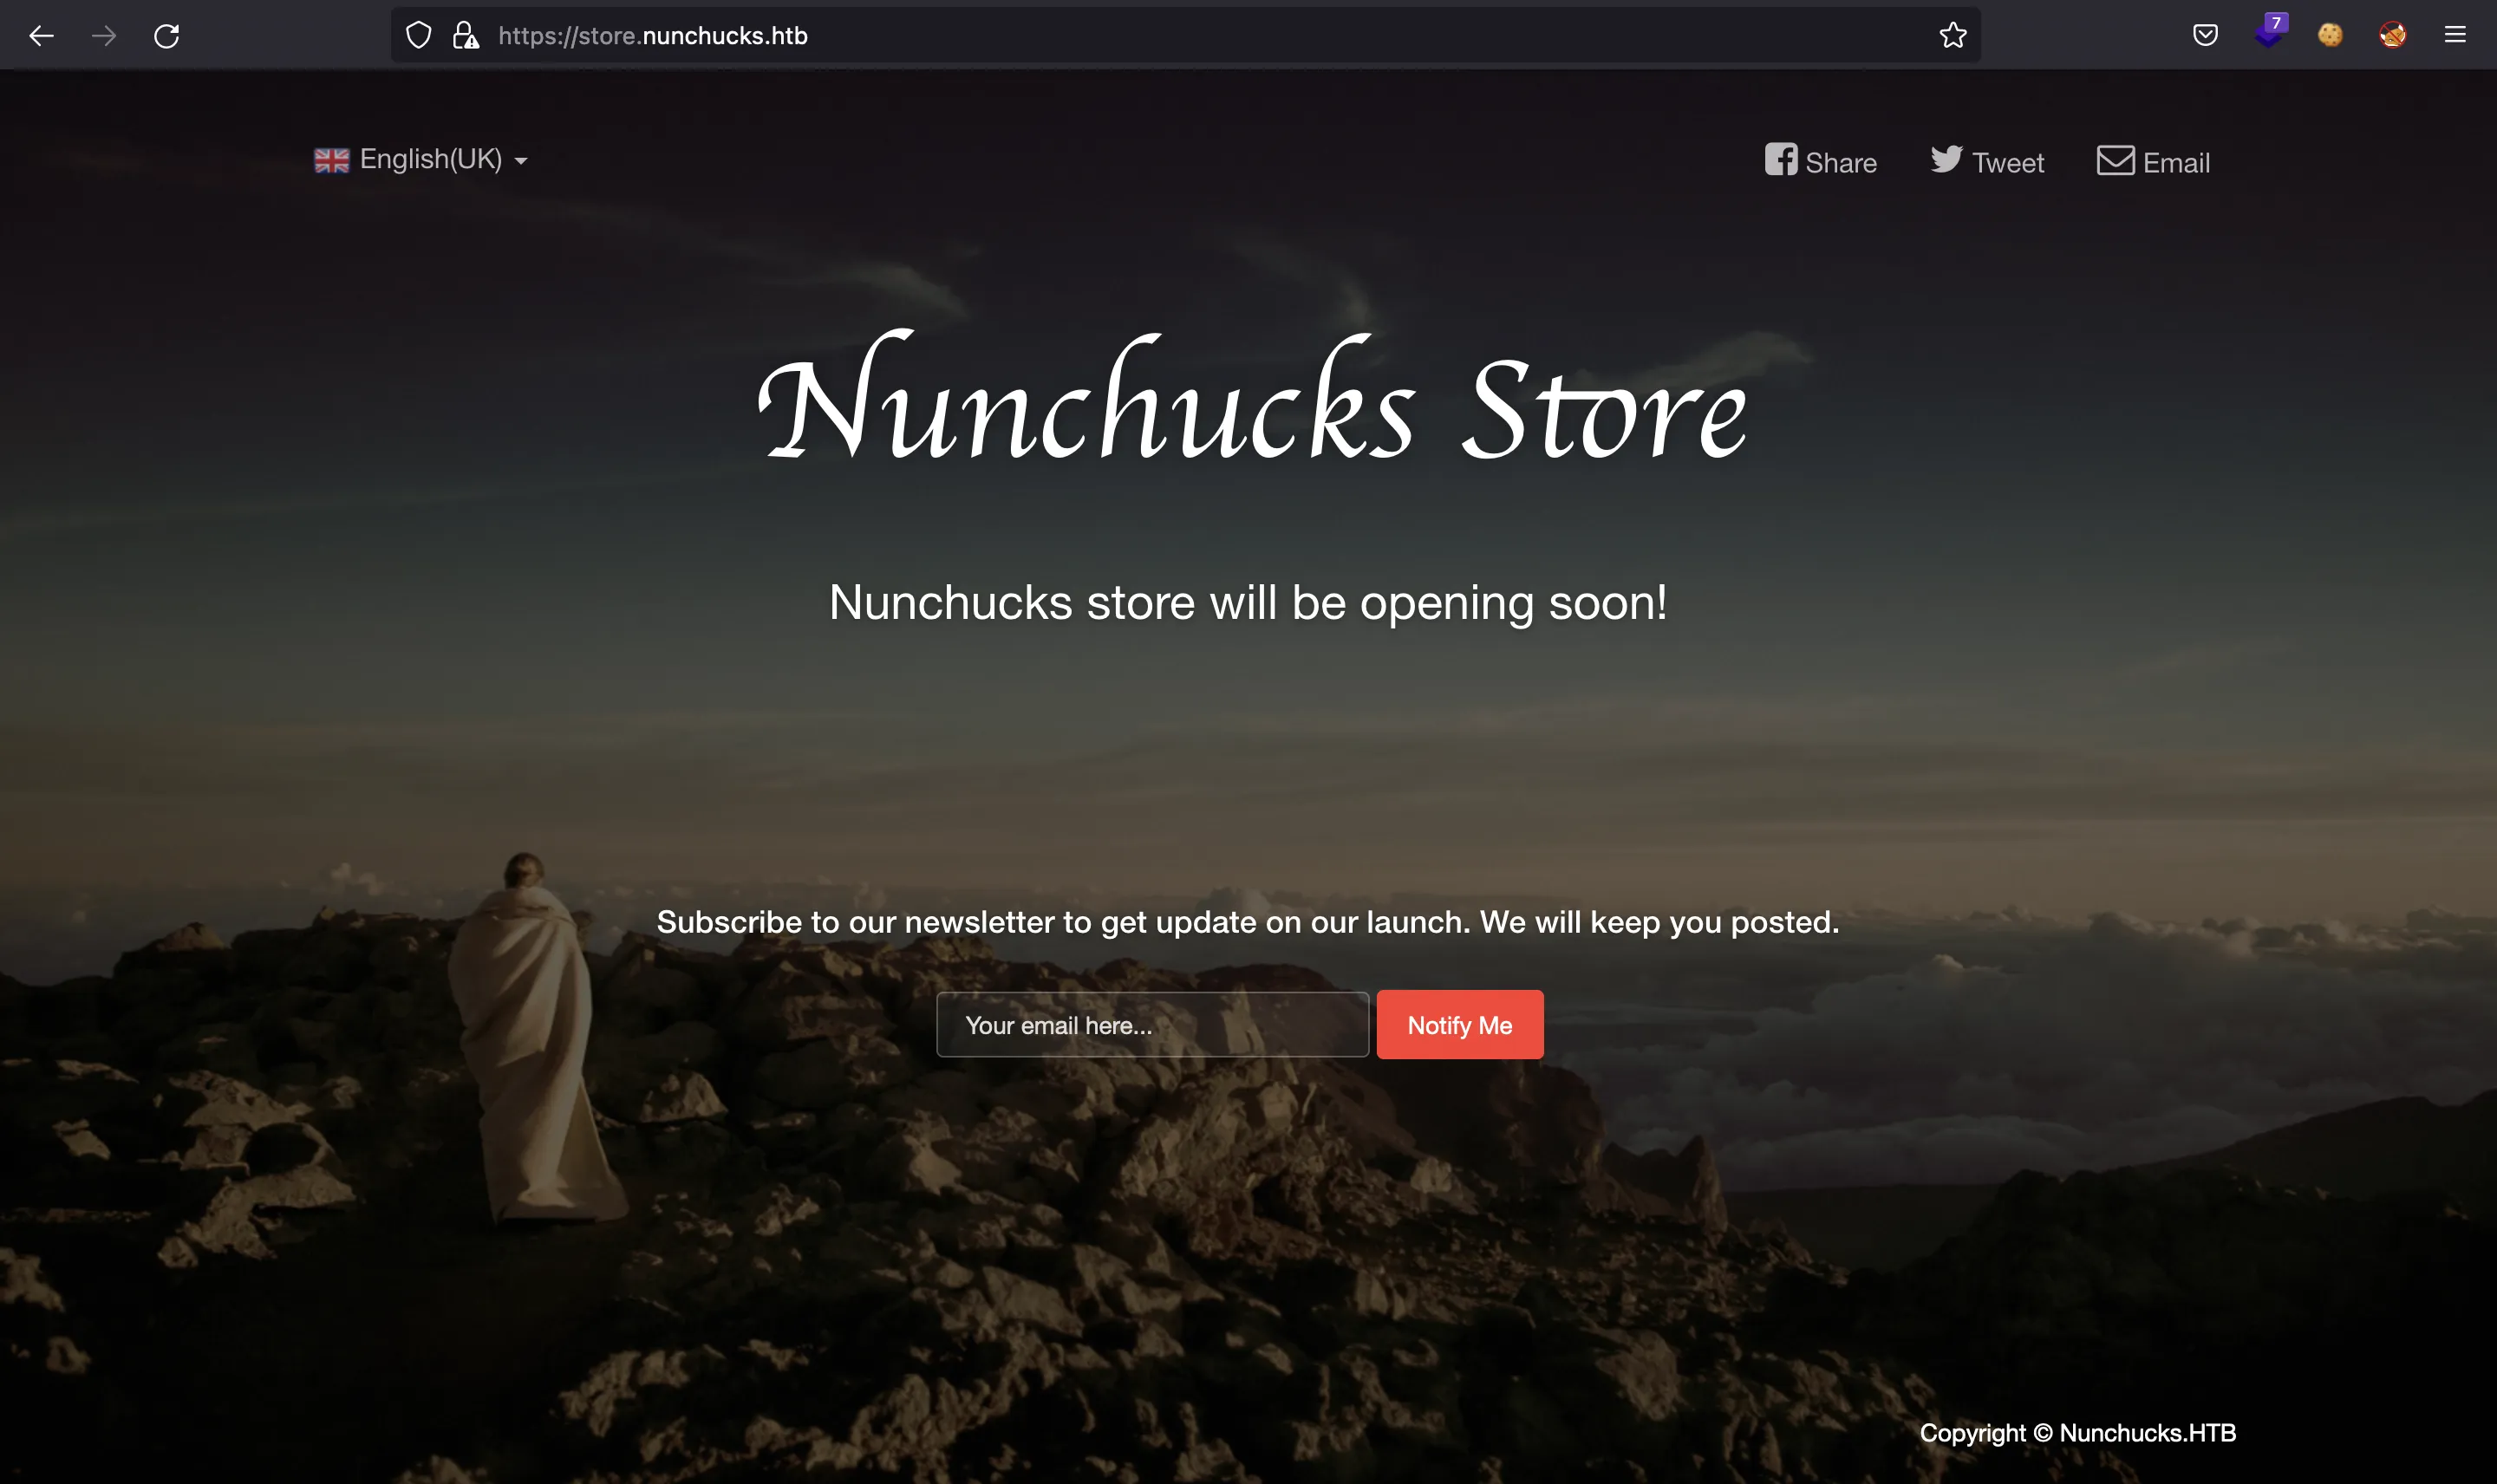 https://store.nunchucks.htb
7
English(UK)
Share
Tweet
Email
Nunchucks Store
Nunchucks store will be opening soon!
Subscribe to our newsletter to get update on our launch. We will keep you posted.
Your email here...
Notify Me
Copyright © Nunchucks.HTB